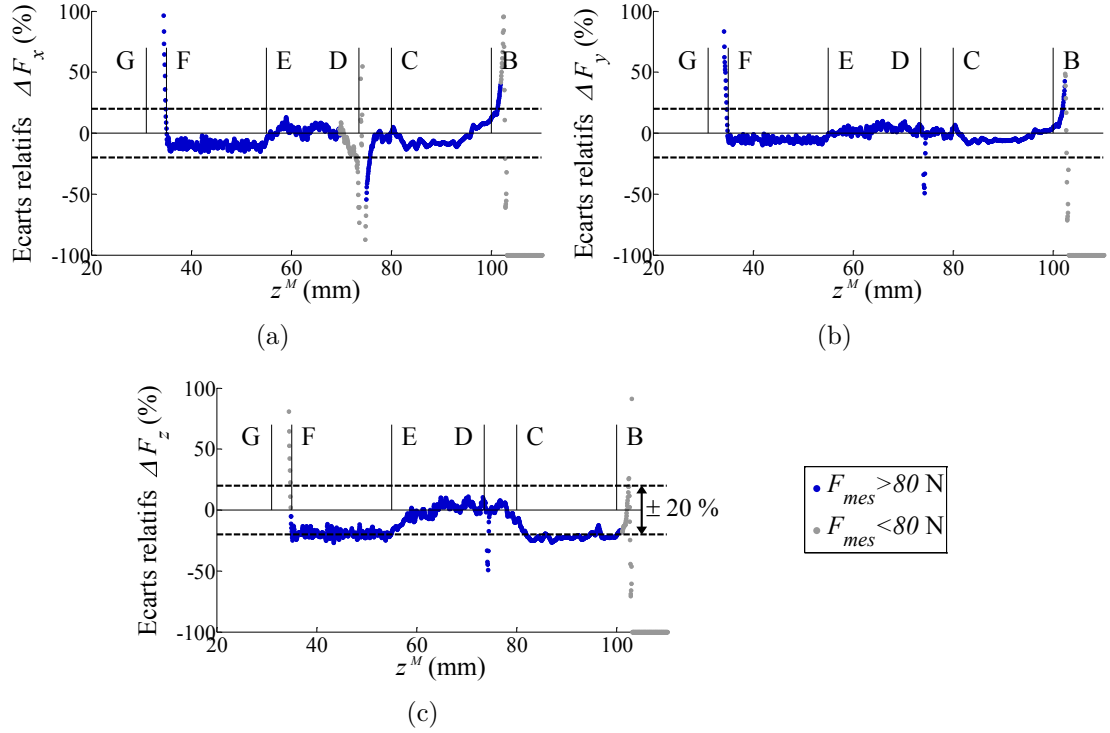 Ecarts relatifs ΔF_x (%)
100
50
0
-50
-100
G F E D C B
20 40 60 80 100
z^M (mm)
(a)
Ecarts relatifs ΔF_y (%)
100
50
0
-50
-100
G F E D C B
20 40 60 80 100
z^M (mm)
(b)
Ecarts relatifs ΔF_z (%)
100
50
0
-50
-100
G F E D C B
± 20 %
20 40 60 80 100
z^M (mm)
(c)
F_mes>80 N
F_mes<80 N